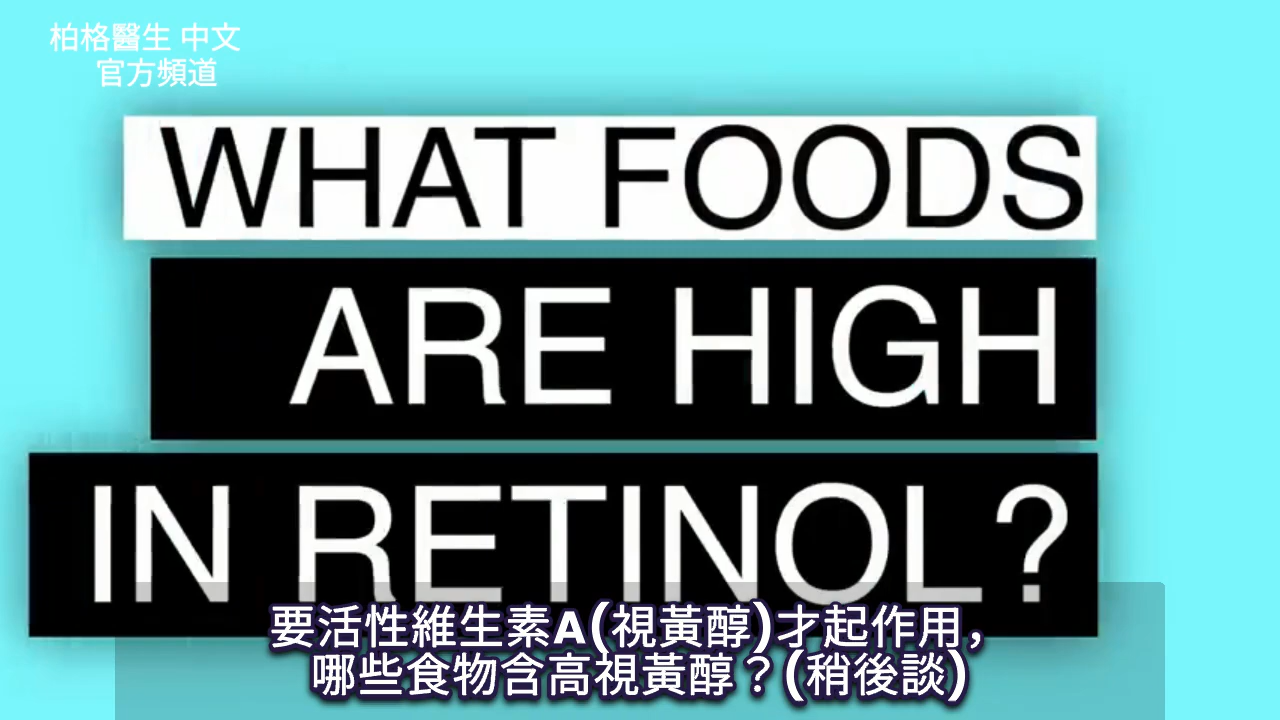 柏格醫生 中文
官方頻道
WHAT FOODS
ARE HIGH
IN RETINOL?
要活性維生素A(視黃醇)才起作用，
哪些食物含高視黃醇？(稍後談)